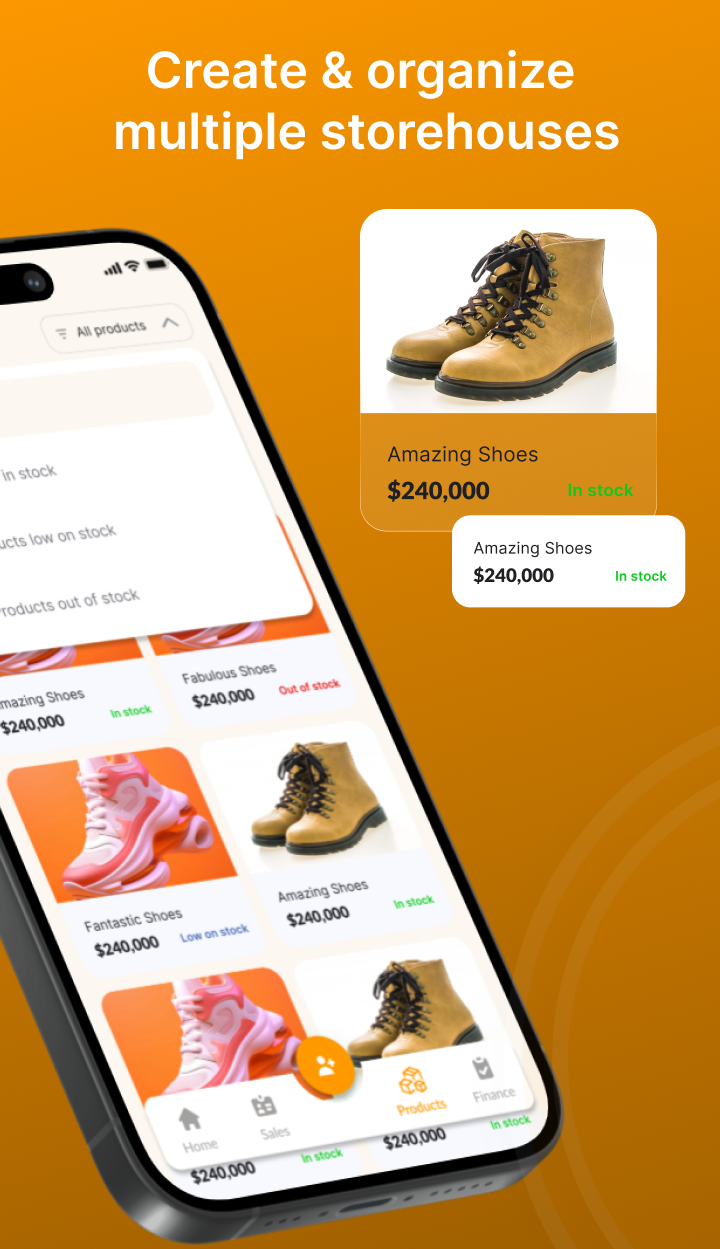 Create & organize
multiple storehouses
All products
in stock
ucts low on stock
roducts out of stock
Amazing Shoes
$240,000
In stock
Amazing Shoes
$240,000
In stock
mazing Shoes
$240,000
In stock
Fabulous Shoes
$240,000
Out of stock
Fantastic Shoes
$240,000
Low on stock
Amazing Shoes
$240,000
In stock
Home
Sales
Products
Finance
$240,000
In stock
$240,000
In stock